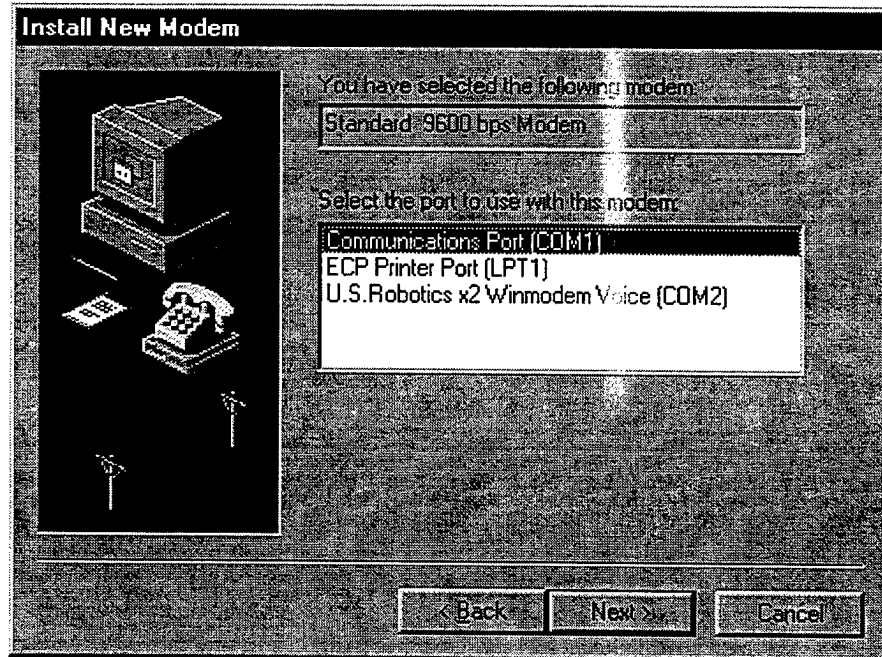 Install New Modem
You have selected the following modem:
Standard 9600 bps Modem
Select the port to use with this modem:
Communications Port (COM1)
ECP Printer Port (LPT1)
U.S.Robotics x2 Winmodem Voice (COM2)
< Back
Next >
Cancel